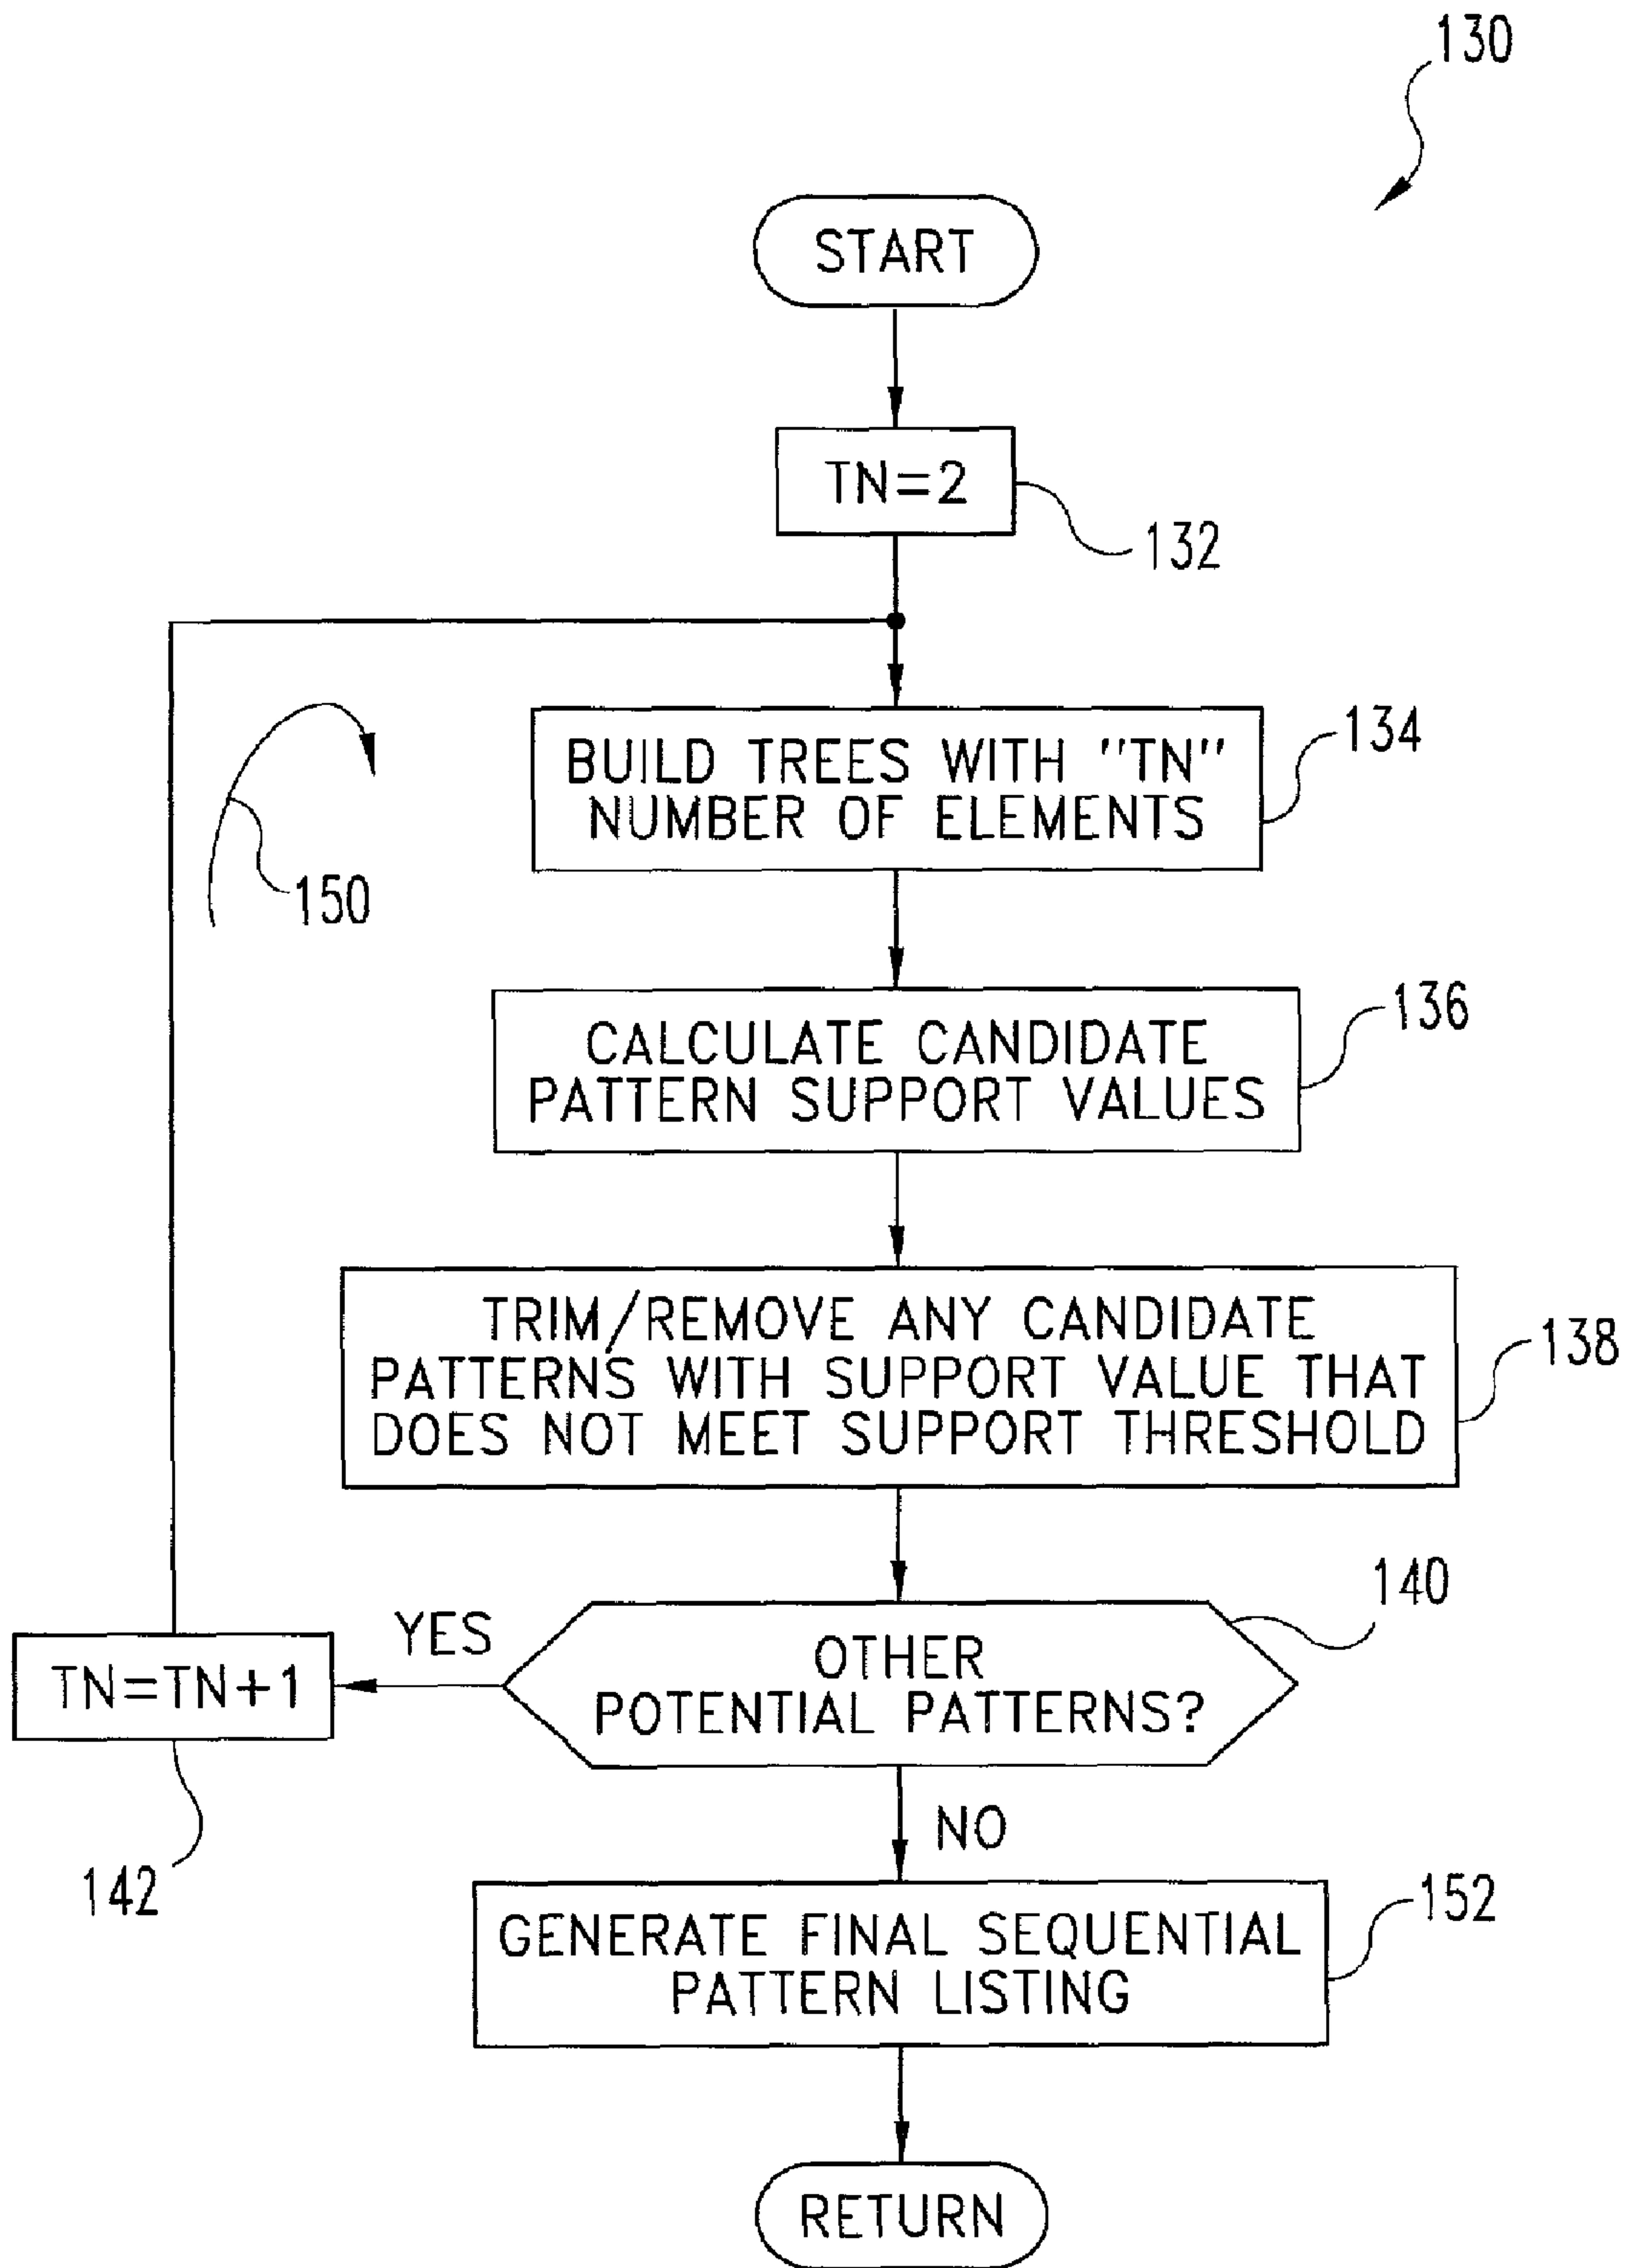 130
START
TN=2
132
BUILD TREES WITH "TN"
NUMBER OF ELEMENTS
134
150
CALCULATE CANDIDATE
PATTERN SUPPORT VALUES
136
TRIM/REMOVE ANY CANDIDATE
PATTERNS WITH SUPPORT VALUE THAT
DOES NOT MEET SUPPORT THRESHOLD
138
140
YES
OTHER
POTENTIAL PATTERNS?
TN=TN+1
142
NO
GENERATE FINAL SEQUENTIAL
PATTERN LISTING
152
RETURN